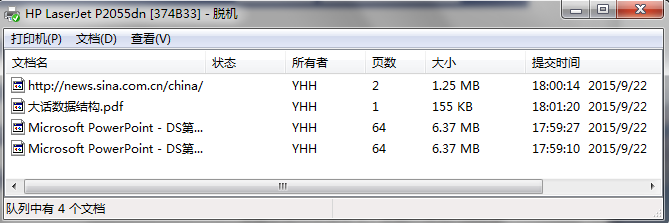 HP LaserJet P2055dn [374B33] - 脱机
打印机(P) 文档(D) 查看(V)
文档名 状态 所有者 页数 大小 提交时间
http://news.sina.com.cn/china/ YHH 2 1.25 MB 18:00:14 2015/9/22
大话数据结构.pdf YHH 1 155 KB 18:01:20 2015/9/22
Microsoft PowerPoint - DS第... YHH 64 6.37 MB 17:59:27 2015/9/22
Microsoft PowerPoint - DS第... YHH 64 6.37 MB 17:59:10 2015/9/22
队列中有 4 个文档